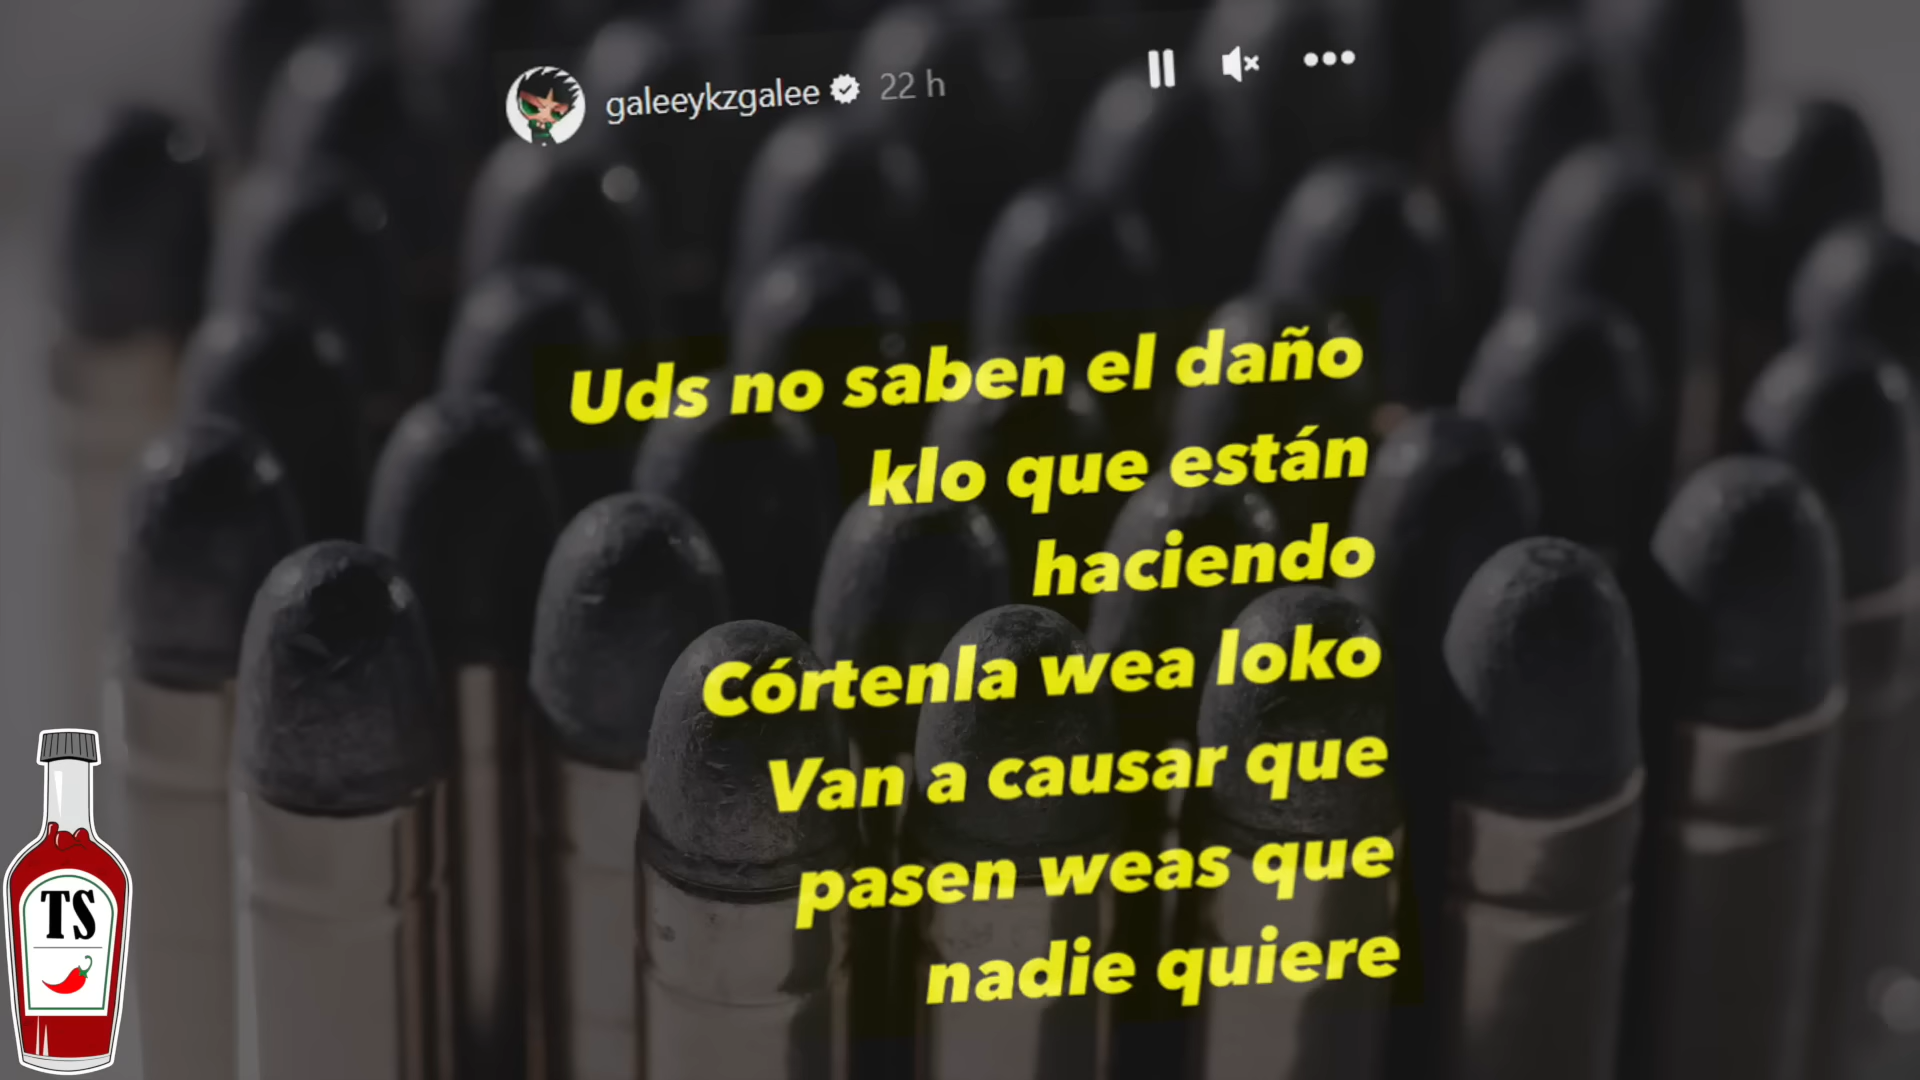 galeeykzgalee 22 h
Uds no saben el daño
klo que están
haciendo
Córtenla wea loko
Van a causar que
pasen weas que
nadie quiere
TS